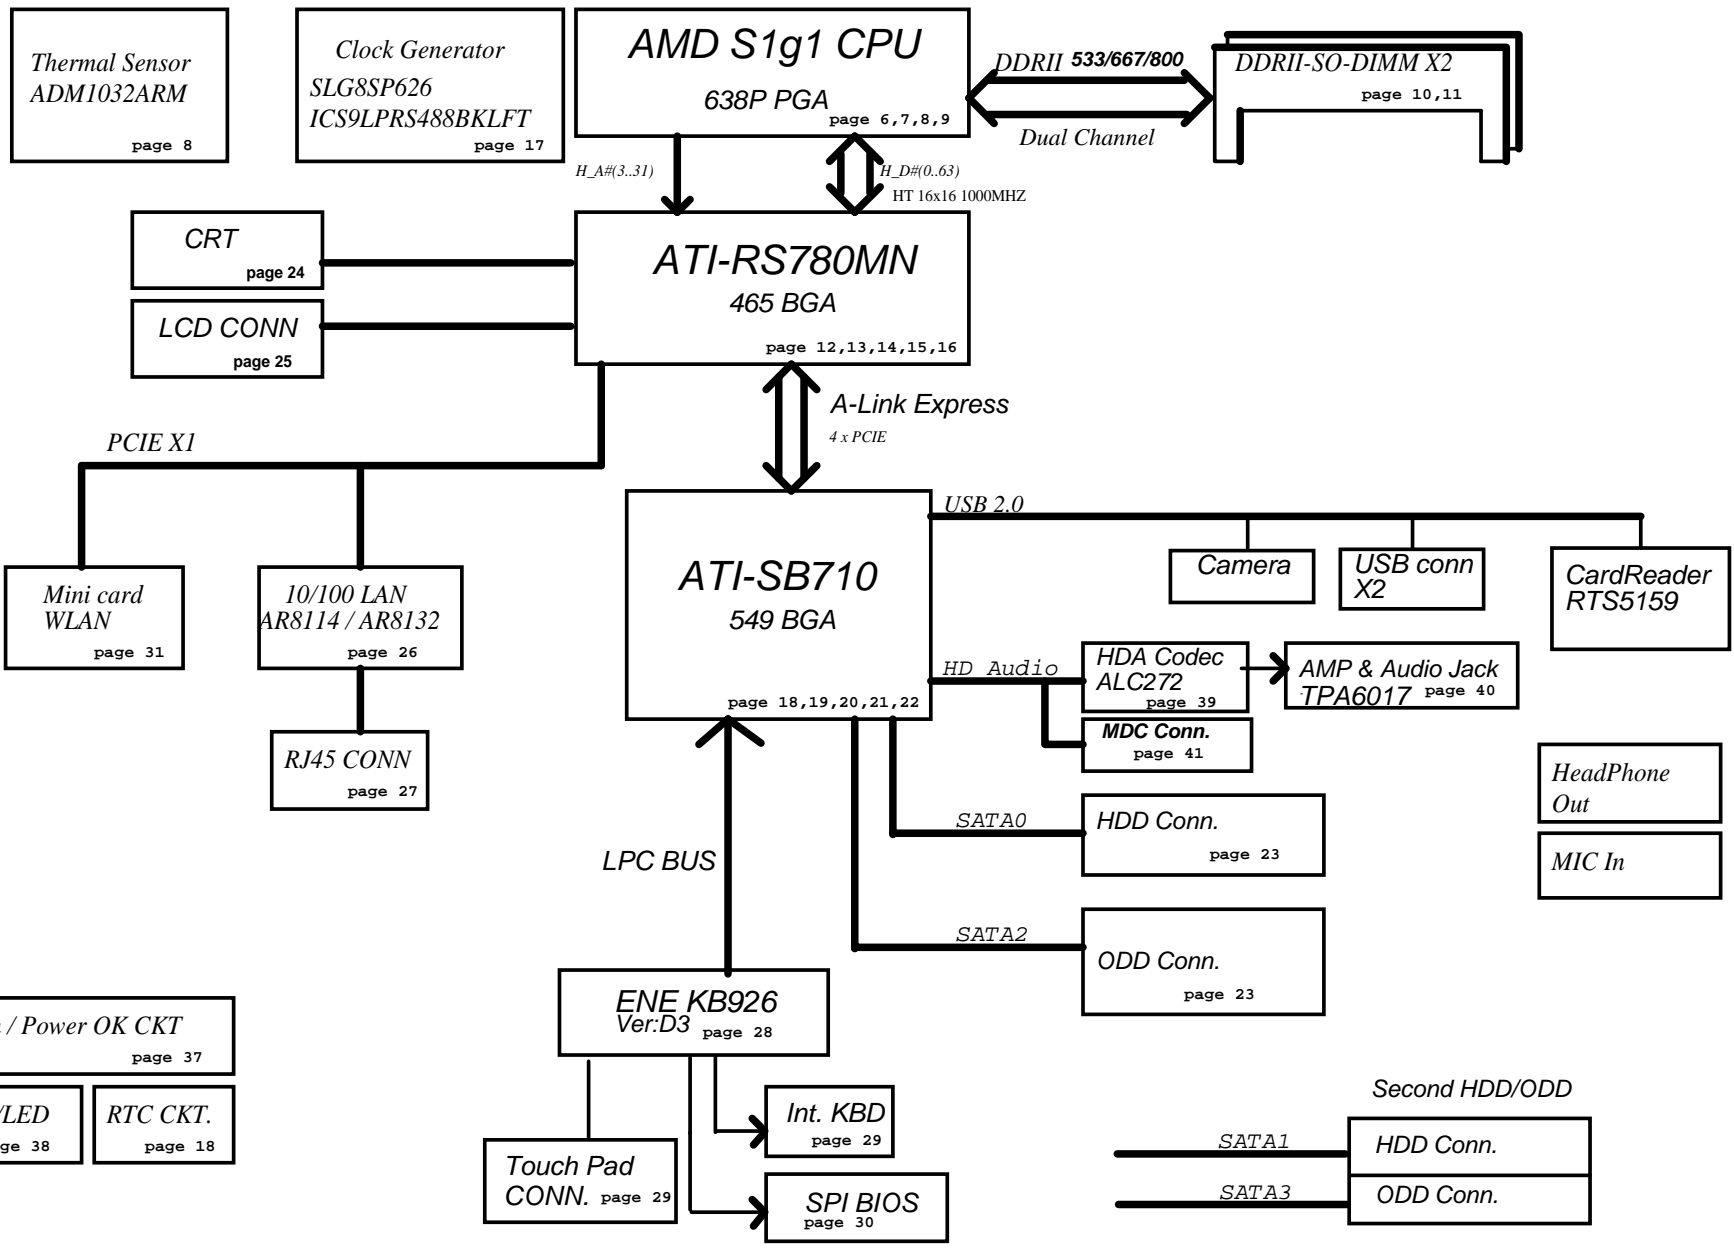 Thermal Sensor
ADM1032ARM
page 8
Clock Generator
SLG8SP626
ICS9LPRS488BKLFT
page 17
AMD S1g1 CPU
638P PGA
page 6,7,8,9
DDRII 533/667/800
Dual Channel
DDRII-SO-DIMM X2
page 10,11
H_A#(3..31)
H_D#(0..63)
HT 16x16 1000MHZ
CRT
page 24
LCD CONN
page 25
ATI-RS780MN
465 BGA
page 12,13,14,15,16
A-Link Express
4 x PCIE
PCIE X1
Mini card
WLAN
page 31
10/100 LAN
AR8114 / AR8132
page 26
RJ45 CONN
page 27
ATI-SB710
549 BGA
page 18,19,20,21,22
USB 2.0
Camera
USB conn
X2
CardReader
RTS5159
HD Audio
HDA Codec
ALC272
page 39
AMP & Audio Jack
TPA6017 page 40
MDC Conn.
page 41
HeadPhone
Out
MIC In
SATA0
HDD Conn.
page 23
SATA2
ODD Conn.
page 23
LPC BUS
ENE KB926
Ver:D3 page 28
Int. KBD
page 29
Touch Pad
CONN. page 29
SPI BIOS
page 30
/ Power OK CKT
page 37
/LED
38
RTC CKT.
page 18
Second HDD/ODD
SATA1
HDD Conn.
SATA3
ODD Conn.